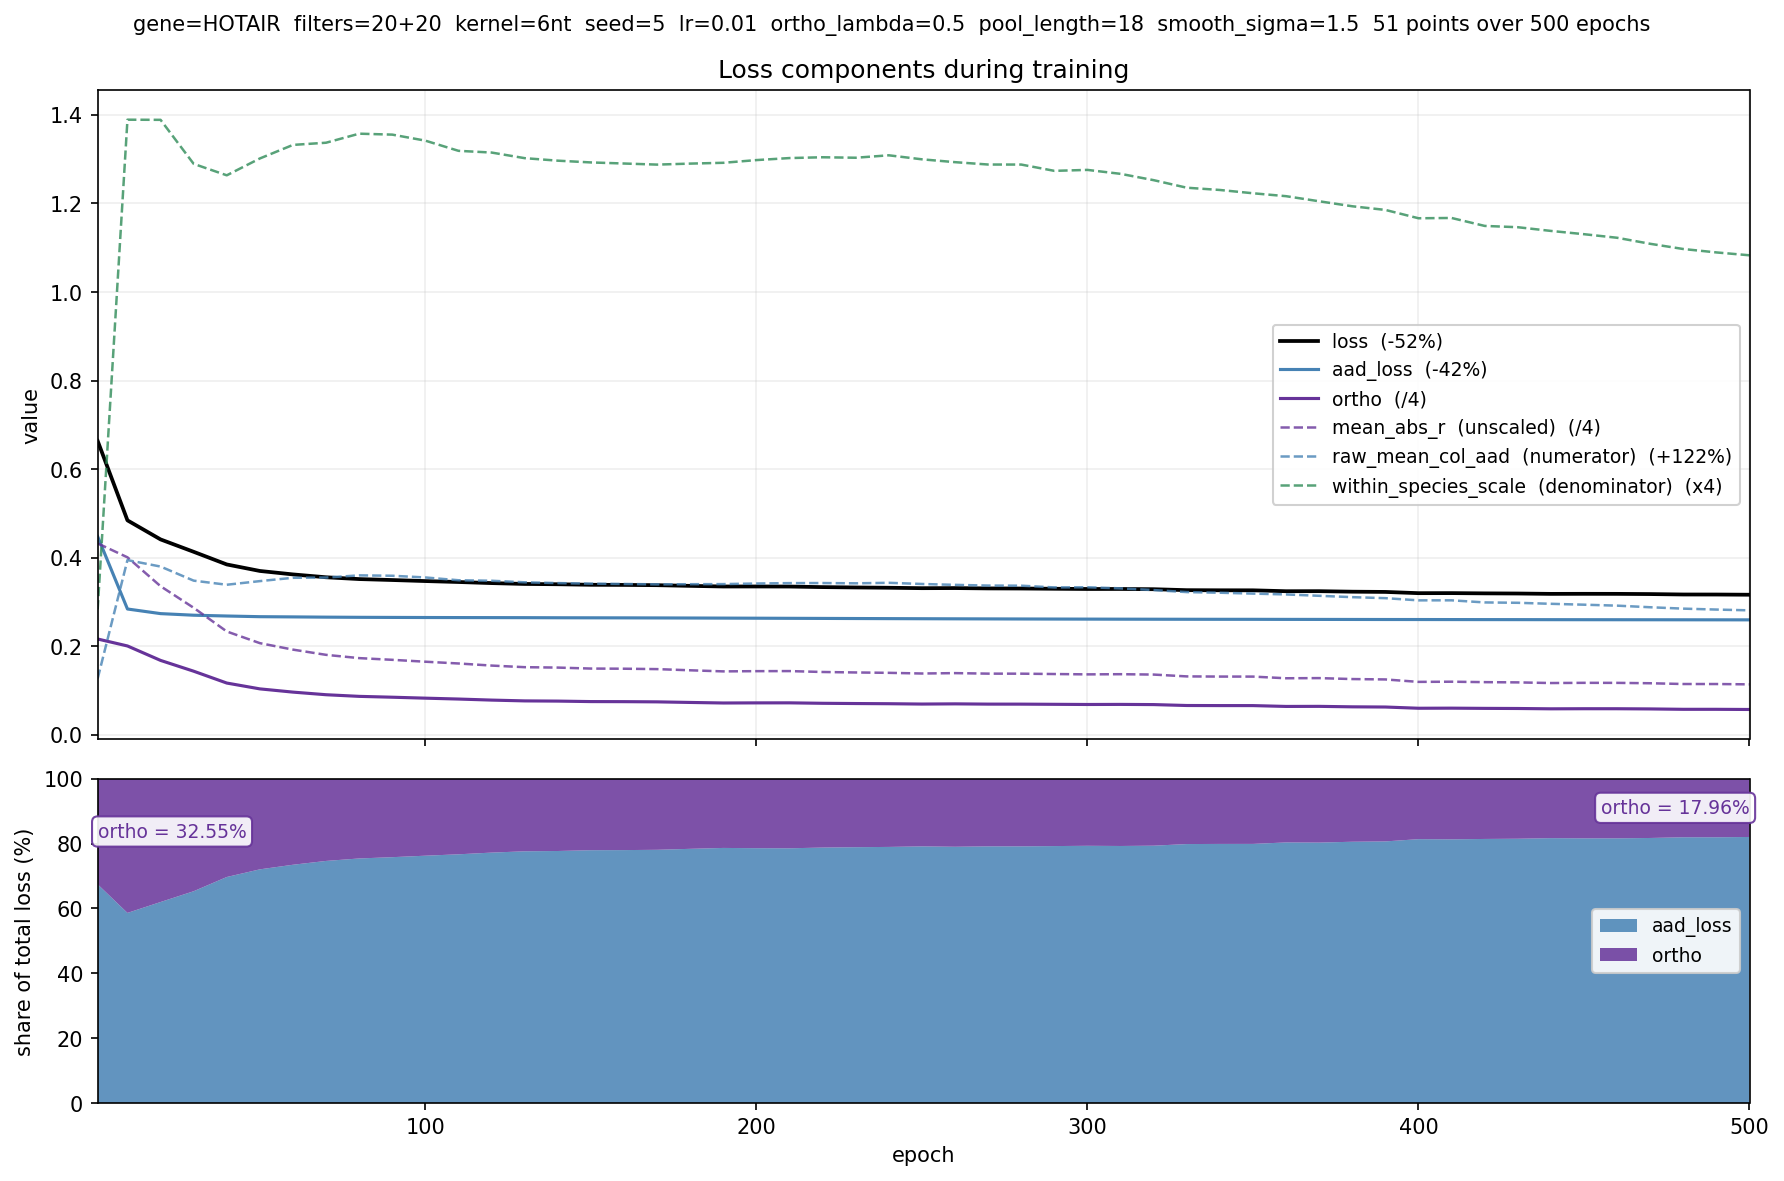 gene=HOTAIR  filters=20+20  kernel=6nt  seed=5  lr=0.01  ortho_lambda=0.5  pool_length=18  smooth_sigma=1.5  51 points over 500 epochs
Loss components during training
1.4
1.2
1.0
0.8
0.6
0.4
0.2
0.0
value
loss  (-52%)
aad_loss  (-42%)
ortho  (/4)
mean_abs_r  (unscaled)  (/4)
raw_mean_col_aad  (numerator)  (+122%)
within_species_scale  (denominator)  (x4)
100
80
60
40
20
0
share of total loss (%)
ortho = 32.55%
ortho = 17.96%
aad_loss
ortho
100
200
300
400
500
epoch